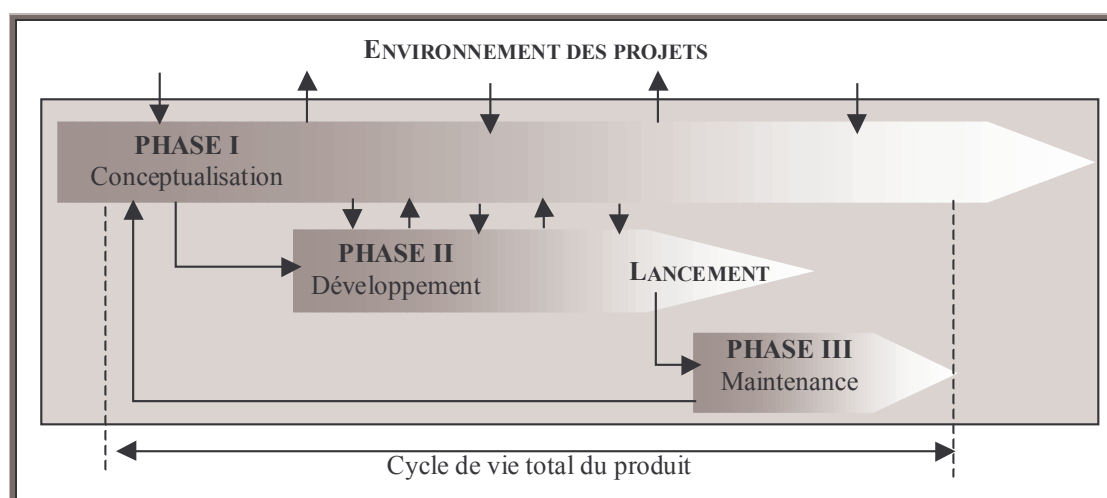 ENVIRONNEMENT DES PROJETS
PHASE I
Conceptualisation
PHASE II
Développement
LANCEMENT
PHASE III
Maintenance
Cycle de vie total du produit